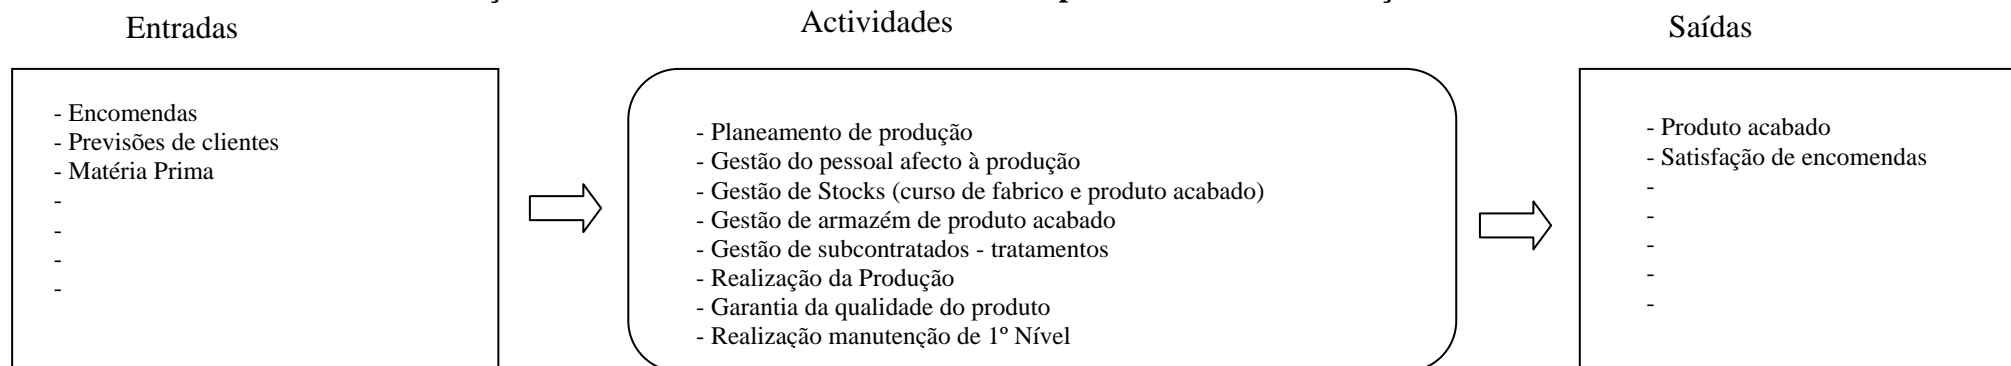 Entradas
Actividades
Saídas
- Encomendas
- Previsões de clientes
- Matéria Prima
-
-
-
-
- Planeamento de produção
- Gestão do pessoal afecto à produção
- Gestão de Stocks (curso de fabrico e produto acabado)
- Gestão de armazém de produto acabado
- Gestão de subcontratados - tratamentos
- Realização da Produção
- Garantia da qualidade do produto
- Realização manutenção de 1º Nível
- Produto acabado
- Satisfação de encomendas
-
-
-
-
-